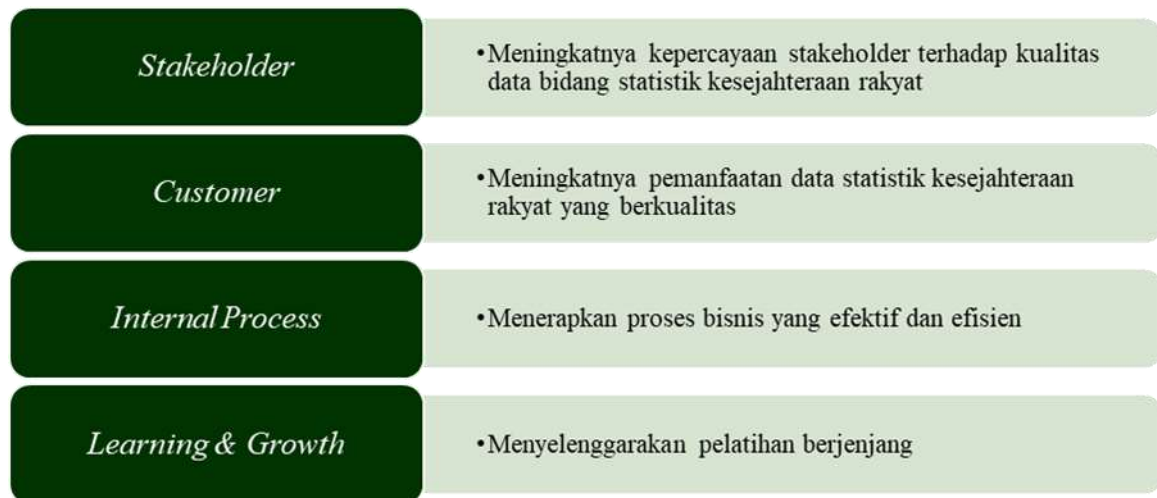 Stakeholder
•Meningkatnya kepercayaan stakeholder terhadap kualitas
data bidang statistik kesejahteraan rakyat
Customer
•Meningkatnya pemanfaatan data statistik kesejahteraan
rakyat yang berkualitas
Internal Process
•Menerapkan proses bisnis yang efektif dan efisien
Learning & Growth
•Menyelenggarakan pelatihan berjenjang